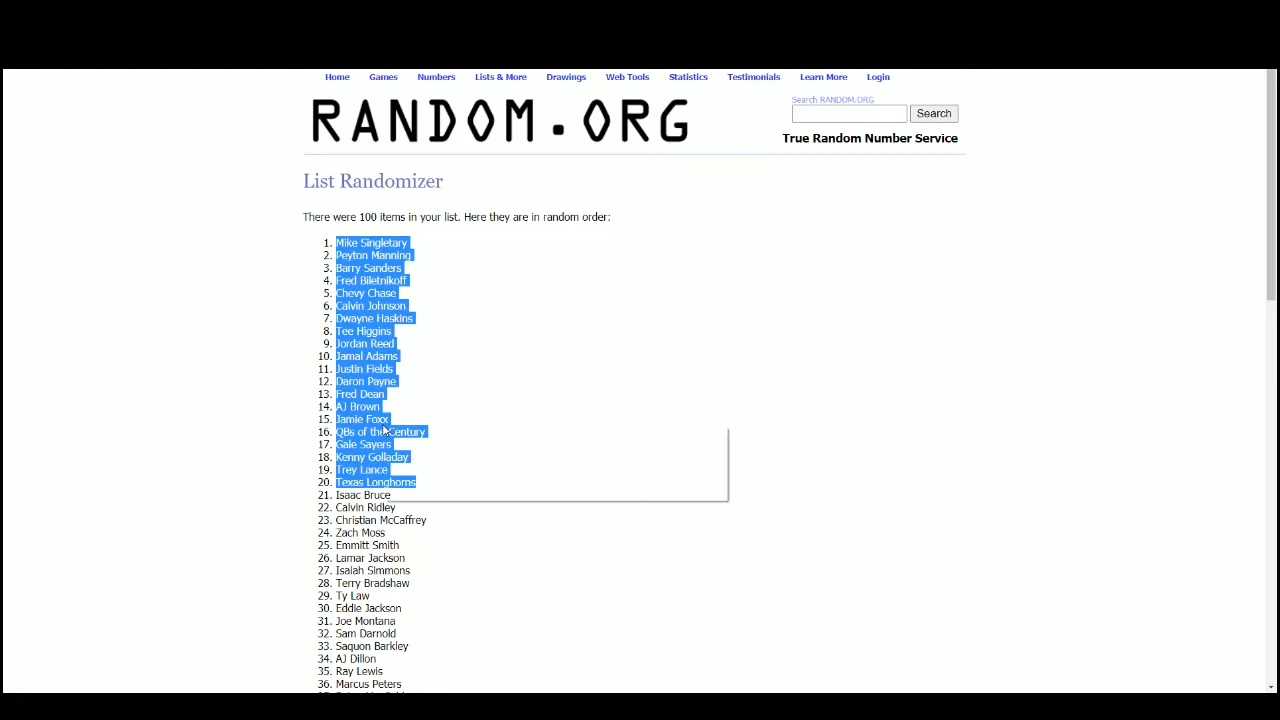 Home Games Numbers Lists & More Drawings Web Tools Statistics Testimonials Learn More Login
RANDOM.ORG
Search RANDOM.ORG
Search
True Random Number Service
List Randomizer
There were 100 items in your list. Here they are in random order:
1. Mike Singletary
2. Peyton Manning
3. Barry Sanders
4. Fred Biletnikoff
5. Chevy Chase
6. Calvin Johnson
7. Dwayne Haskins
8. Tee Higgins
9. Jordan Reed
10. Jamal Adams
11. Justin Fields
12. Daron Payne
13. Fred Dean
14. AJ Brown
15. Jamie Foxx
16. QBs of the Century
17. Gale Sayers
18. Kenny Golladay
19. Trey Lance
20. Texas Longhorns
21. Isaac Bruce
22. Calvin Ridley
23. Christian McCaffrey
24. Zach Moss
25. Emmitt Smith
26. Lamar Jackson
27. Isaiah Simmons
28. Terry Bradshaw
29. Ty Law
30. Eddie Jackson
31. Joe Montana
32. Sam Darnold
33. Saquon Barkley
34. AJ Dillon
35. Ray Lewis
36. Marcus Peters